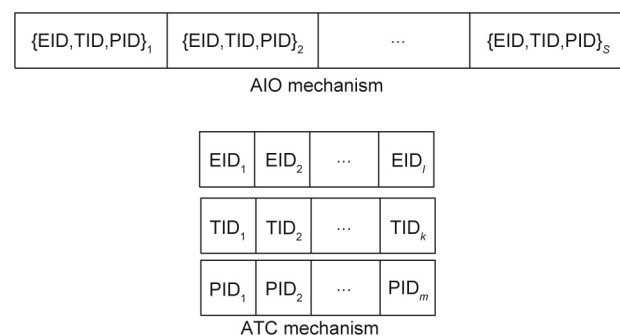 {EID,TID,PID}₁ {EID,TID,PID}₂ ... {EID,TID,PID}S
AIO mechanism
EID₁ EID₂ ... EIDl
TID₁ TID₂ ... TIDk
PID₁ PID₂ ... PIDm
ATC mechanism